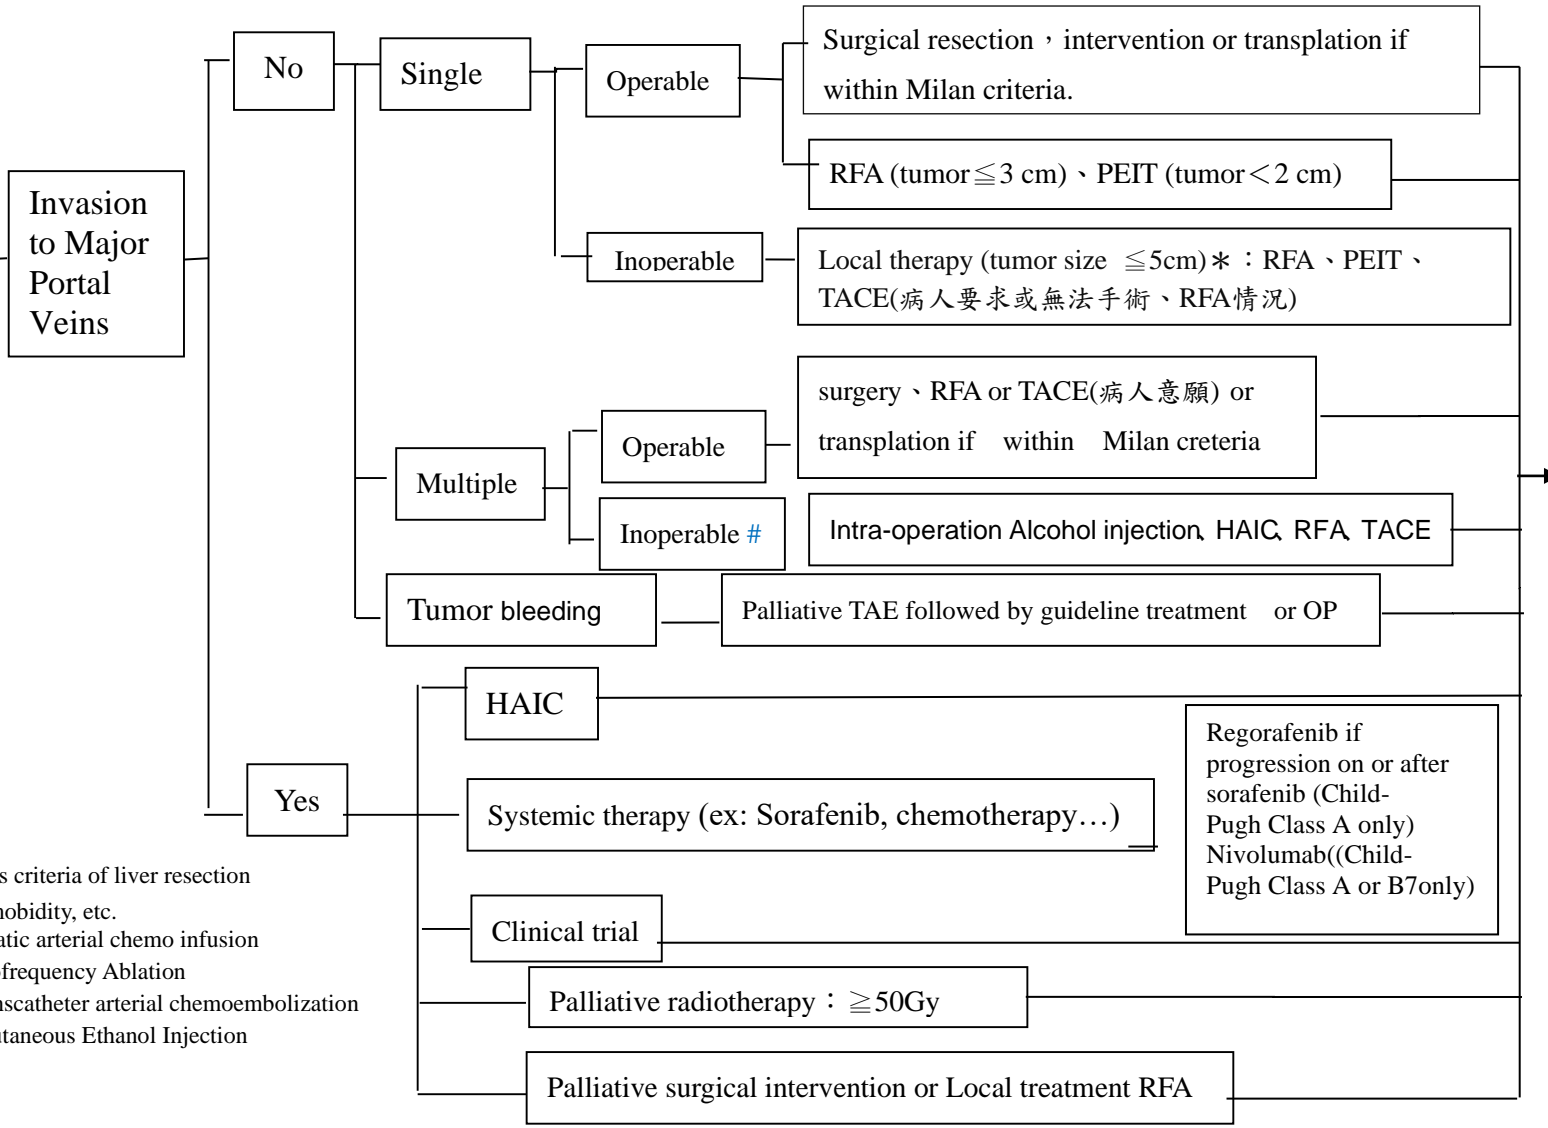 Invasion
to Major
Portal
Veins
No
Single
Operable
Surgical resection，intervention or transplation if
within Milan criteria.
RFA (tumor≦3 cm)、PEIT (tumor＜2 cm)
Inoperable
Local therapy (tumor size ≦5cm)＊：RFA、PEIT、
TACE(病人要求或無法手術、RFA情況)
Multiple
Operable
surgery、RFA or TACE(病人意願) or
transplation if within Milan creteria
Inoperable #
Intra-operation Alcohol injection、HAIC、RFA、TACE
Tumor bleeding
Palliative TAE followed by guideline treatment or OP
Yes
HAIC
Systemic therapy (ex: Sorafenib, chemotherapy…)
Regorafenib if
progression on or after
sorafenib (Child-
Pugh Class A only)
Nivolumab((Child-
Pugh Class A or B7only)
Clinical trial
Palliative radiotherapy：≧50Gy
Palliative surgical intervention or Local treatment RFA
s criteria of liver resection
nobidity, etc.
atic arterial chemo infusion
ofrequency Ablation
nscatheter arterial chemoembolization
utaneous Ethanol Injection